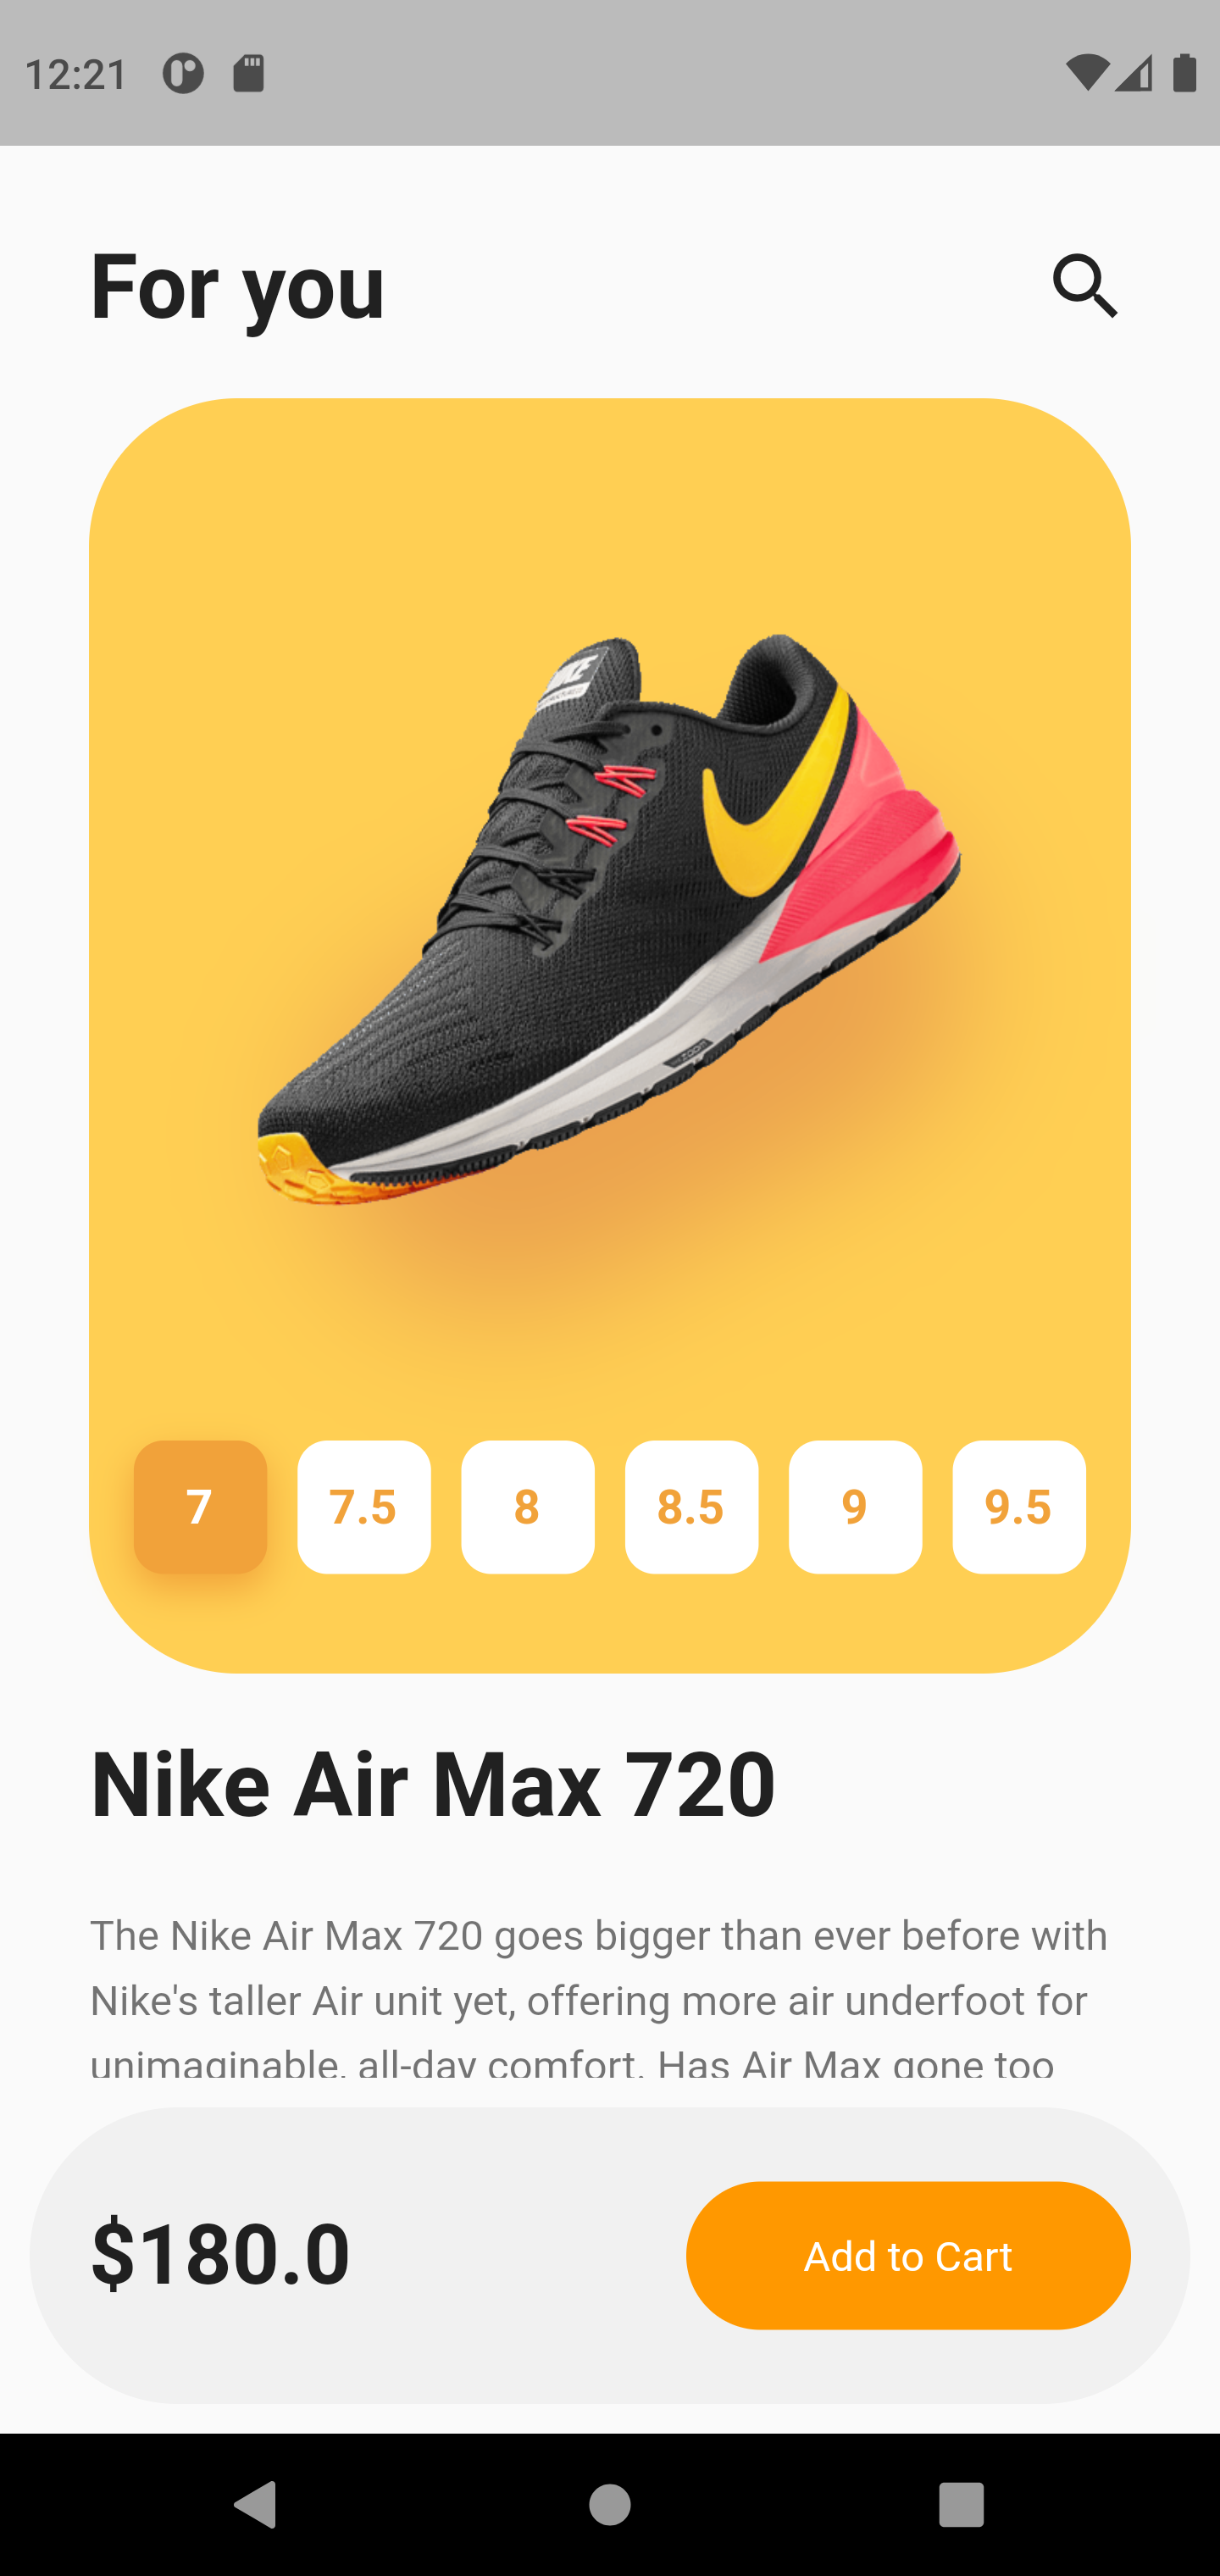 12:21
For you
7 7.5 8 8.5 9 9.5
Nike Air Max 720
The Nike Air Max 720 goes bigger than ever before with
Nike's taller Air unit yet, offering more air underfoot for
unimaginable, all-day comfort. Has Air Max gone too
$180.0 Add to Cart